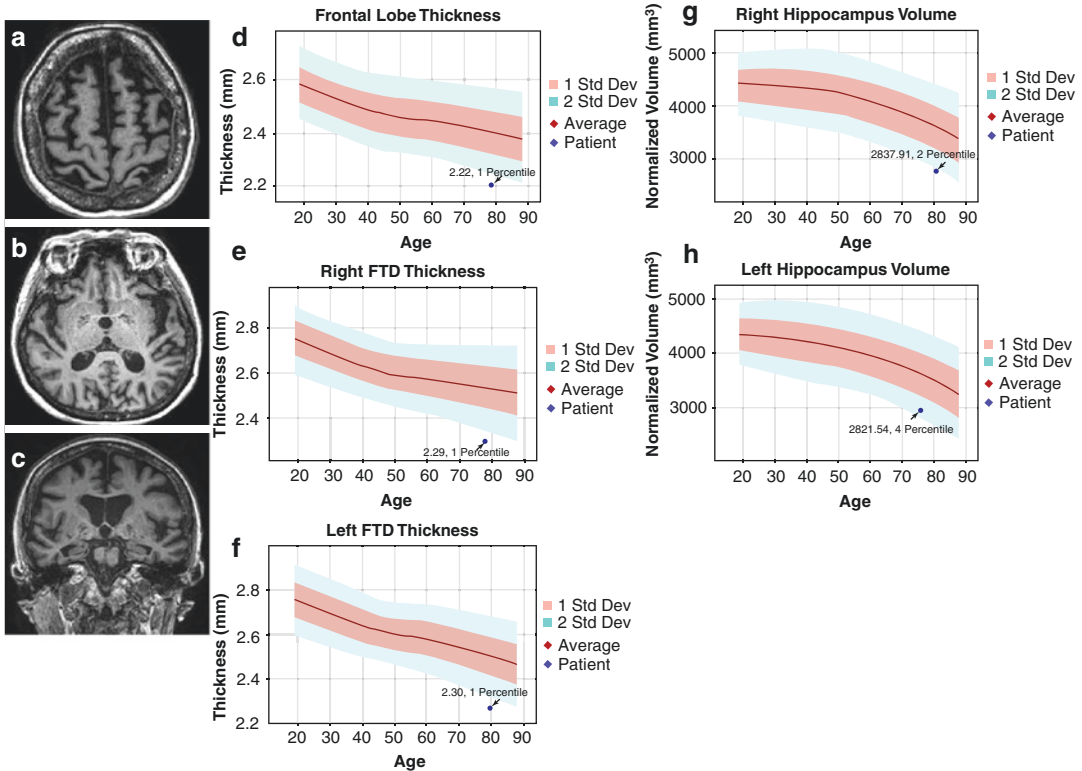 a
b
c
d
Frontal Lobe Thickness
Thickness (mm)
2.6
2.4
2.2
2.22, 1 Percentile
20 30 40 50 60 70 80 90
Age
1 Std Dev
2 Std Dev
Average
Patient
e
Right FTD Thickness
Thickness (mm)
2.8
2.6
2.4
2.29, 1 Percentile
20 30 40 50 60 70 80 90
Age
1 Std Dev
2 Std Dev
Average
Patient
f
Left FTD Thickness
Thickness (mm)
2.8
2.6
2.4
2.2
2.30, 1 Percentile
20 30 40 50 60 70 80 90
Age
1 Std Dev
2 Std Dev
Average
Patient
g
Right Hippocampus Volume
Normalized Volume (mm³)
5000
4000
3000
2837.91, 2 Percentile
20 30 40 50 60 70 80 90
Age
1 Std Dev
2 Std Dev
Average
Patient
h
Left Hippocampus Volume
Normalized Volume (mm³)
5000
4000
3000
2821.54, 4 Percentile
20 30 40 50 60 70 80 90
Age
1 Std Dev
2 Std Dev
Average
Patient